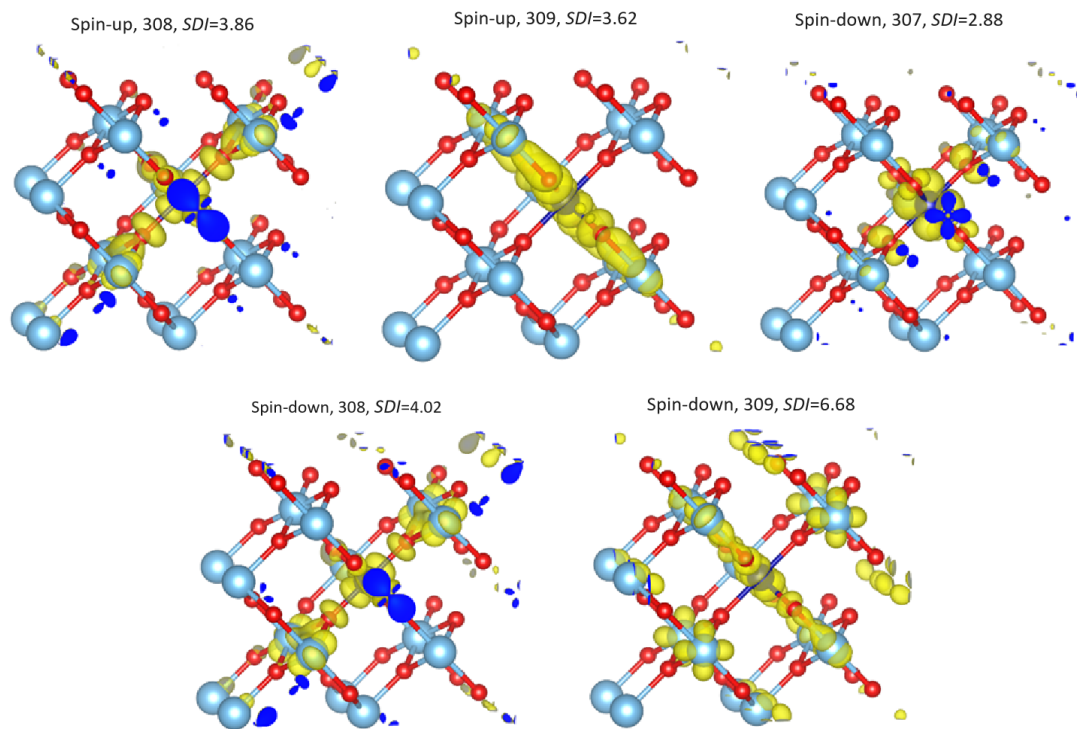 Spin-up, 308, SDI=3.86
Spin-up, 309, SDI=3.62
Spin-down, 307, SDI=2.88
Spin-down, 308, SDI=4.02
Spin-down, 309, SDI=6.68